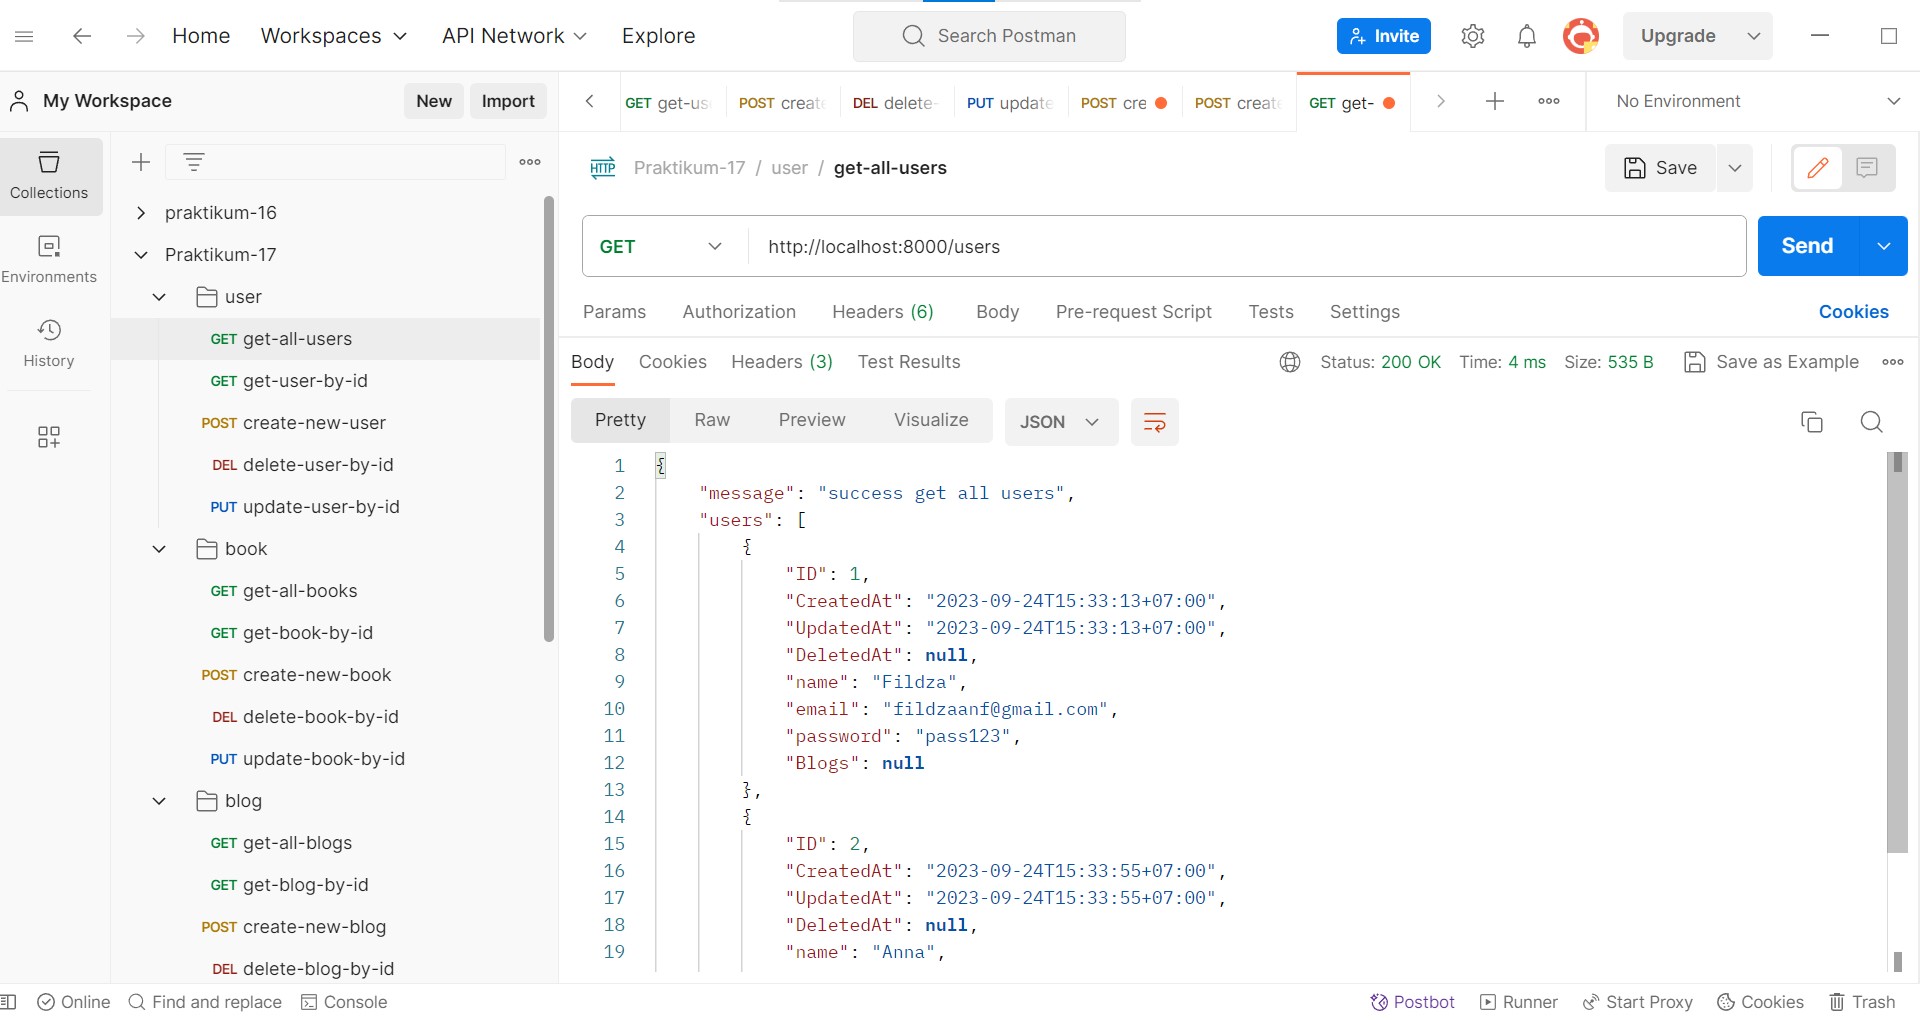 Home Workspaces API Network Explore Search Postman Invite Upgrade
My Workspace New Import GET get-us POST create DEL delete- PUT update POST cre POST create GET get- No Environment
Collections
Environments
History
praktikum-16
Praktikum-17
user
GET get-all-users
GET get-user-by-id
POST create-new-user
DEL delete-user-by-id
PUT update-user-by-id
book
GET get-all-books
GET get-book-by-id
POST create-new-book
DEL delete-book-by-id
PUT update-book-by-id
blog
GET get-all-blogs
GET get-blog-by-id
POST create-new-blog
DEL delete-blog-by-id
HTTP Praktikum-17 / user / get-all-users Save
GET http://localhost:8000/users Send
Params Authorization Headers (6) Body Pre-request Script Tests Settings Cookies
Body Cookies Headers (3) Test Results Status: 200 OK Time: 4 ms Size: 535 B Save as Example
Pretty Raw Preview Visualize JSON
1 {
2 "message": "success get all users",
3 "users": [
4 {
5 "ID": 1,
6 "CreatedAt": "2023-09-24T15:33:13+07:00",
7 "UpdatedAt": "2023-09-24T15:33:13+07:00",
8 "DeletedAt": null,
9 "name": "Fildza",
10 "email": "fildzaanf@gmail.com",
11 "password": "pass123",
12 "Blogs": null
13 },
14 {
15 "ID": 2,
16 "CreatedAt": "2023-09-24T15:33:55+07:00",
17 "UpdatedAt": "2023-09-24T15:33:55+07:00",
18 "DeletedAt": null,
19 "name": "Anna",
Online Find and replace Console Postbot Runner Start Proxy Cookies Trash